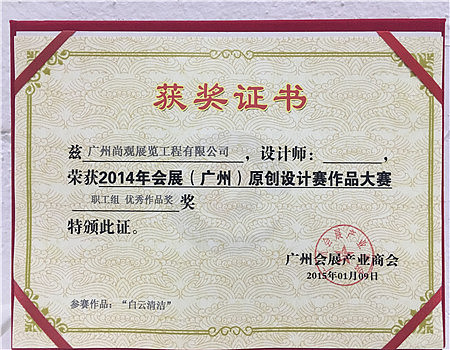 获奖证书
兹 广州尚观展览工程有限公司，设计师：      ，
荣获2014年会展（广州）原创设计赛作品大赛
职工组 优秀作品奖 奖
特颁此证。
广州会展产业商会
2015年01月09日
参赛作品：“白云清洁”